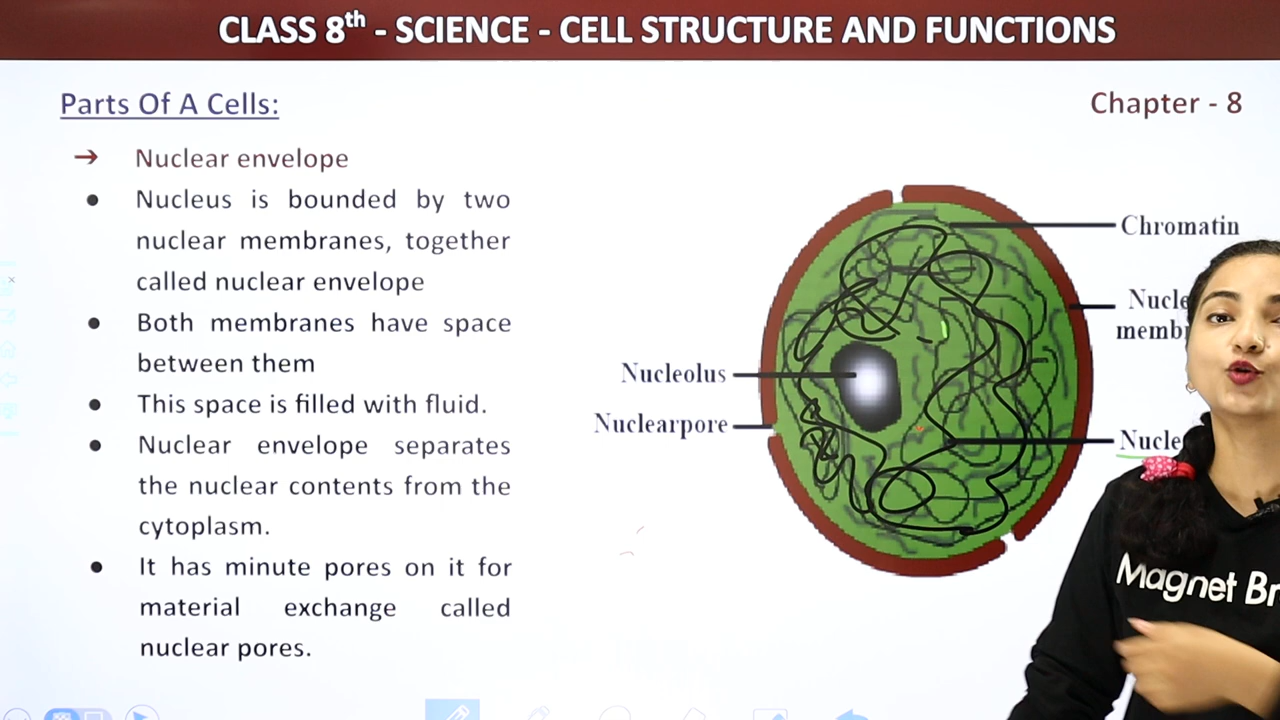 CLASS 8th - SCIENCE - CELL STRUCTURE AND FUNCTIONS
Parts Of A Cells:
Chapter - 8
➔ Nuclear envelope
● Nucleus is bounded by two
nuclear membranes, together
called nuclear envelope
● Both membranes have space
between them
● This space is filled with fluid.
● Nuclear envelope separates
the nuclear contents from the
cytoplasm.
● It has minute pores on it for
material exchange called
nuclear pores.
Chromatin
Nucleolus
Nuclearpore
Magnet